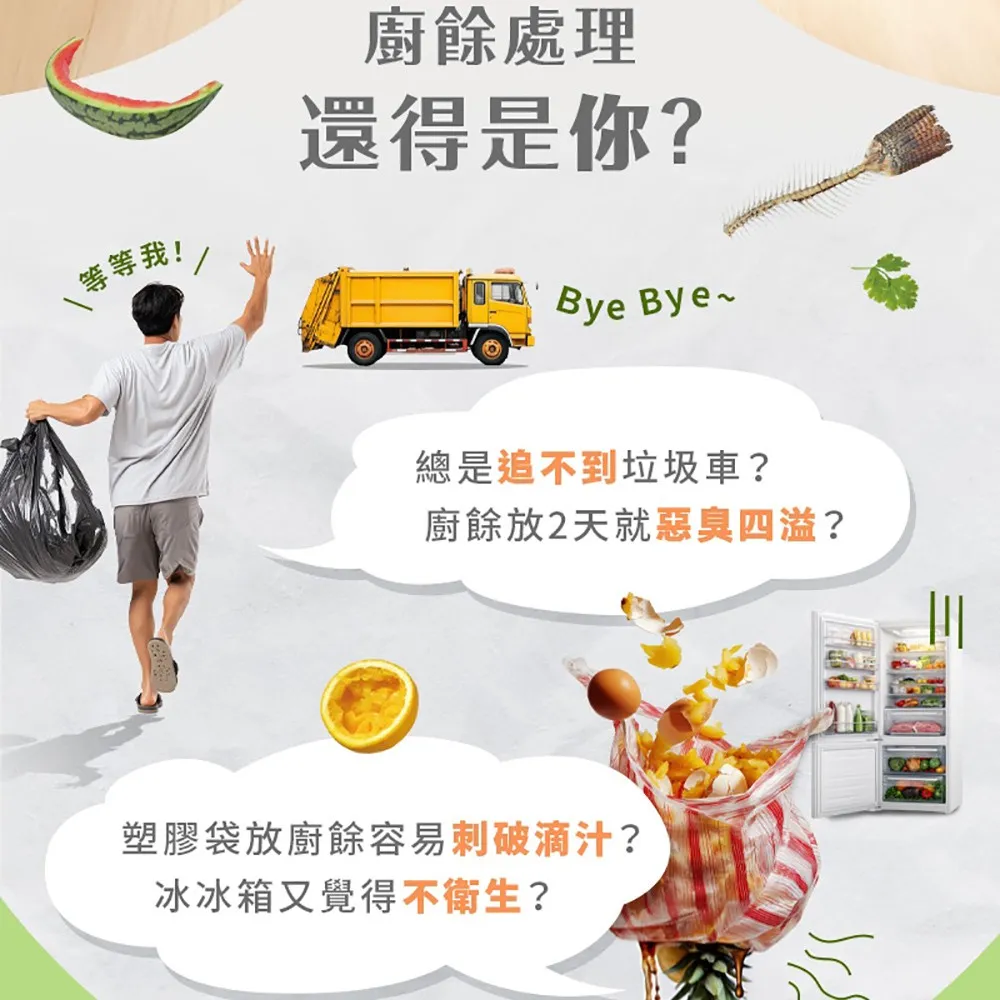 廚餘處理
還得是你?
等等我!
Bye Bye~
總是追不到垃圾車?
廚餘放2天就惡臭四溢?
塑膠袋放廚餘容易刺破滴汁?
冰冰箱又覺得不衛生?